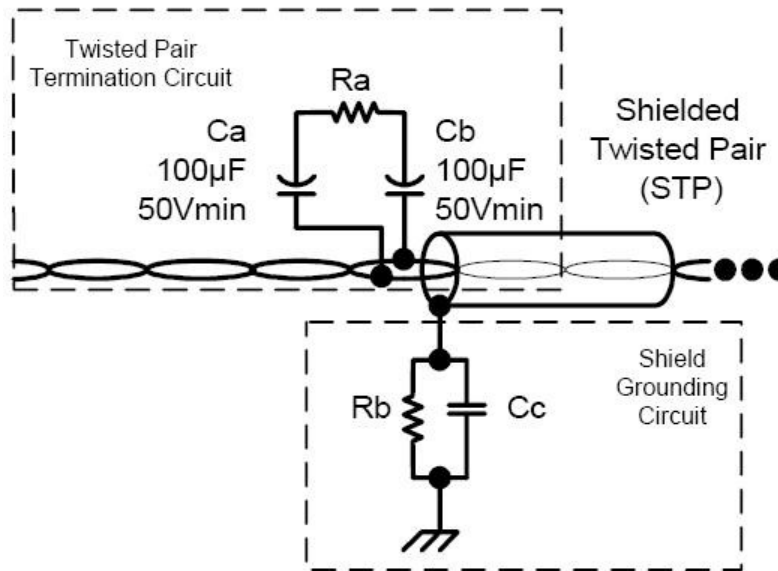 Twisted Pair
Termination Circuit
Ra
Ca
100µF
50Vmin
Cb
100µF
50Vmin
Shielded
Twisted Pair
(STP)
Rb
Cc
Shield
Grounding
Circuit